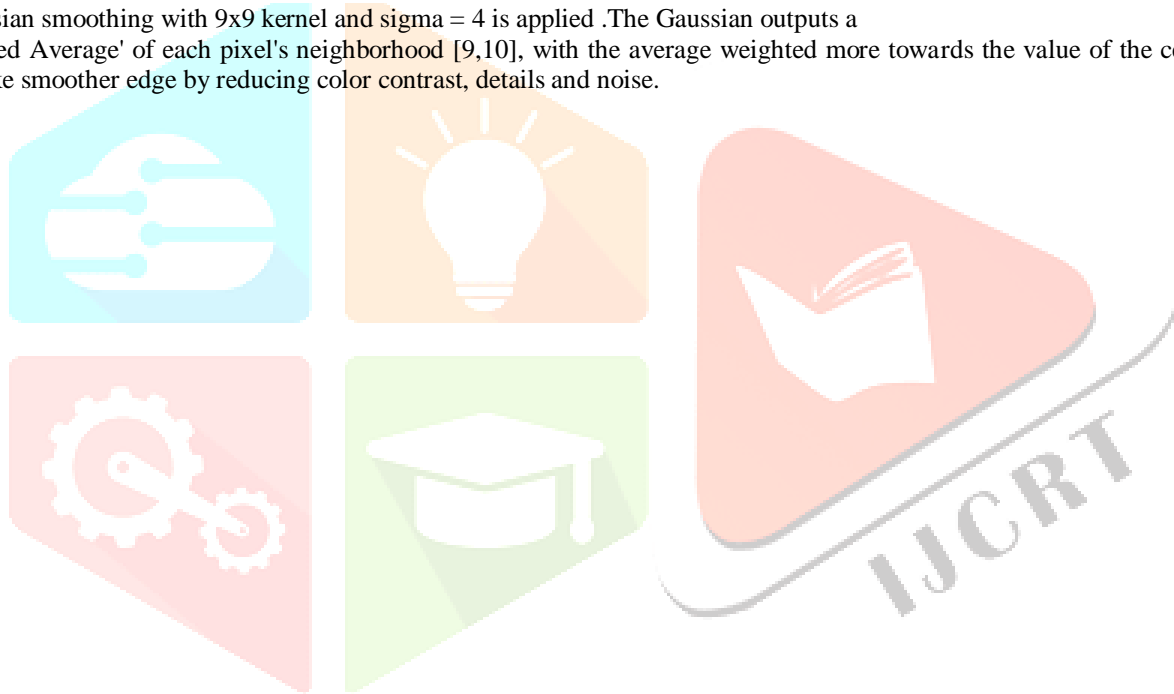 sian smoothing with 9x9 kernel and sigma = 4 is applied .The Gaussian outputs a
ed Average' of each pixel's neighborhood [9,10], with the average weighted more towards the value of the c
ke smoother edge by reducing color contrast, details and noise.
IJCRT